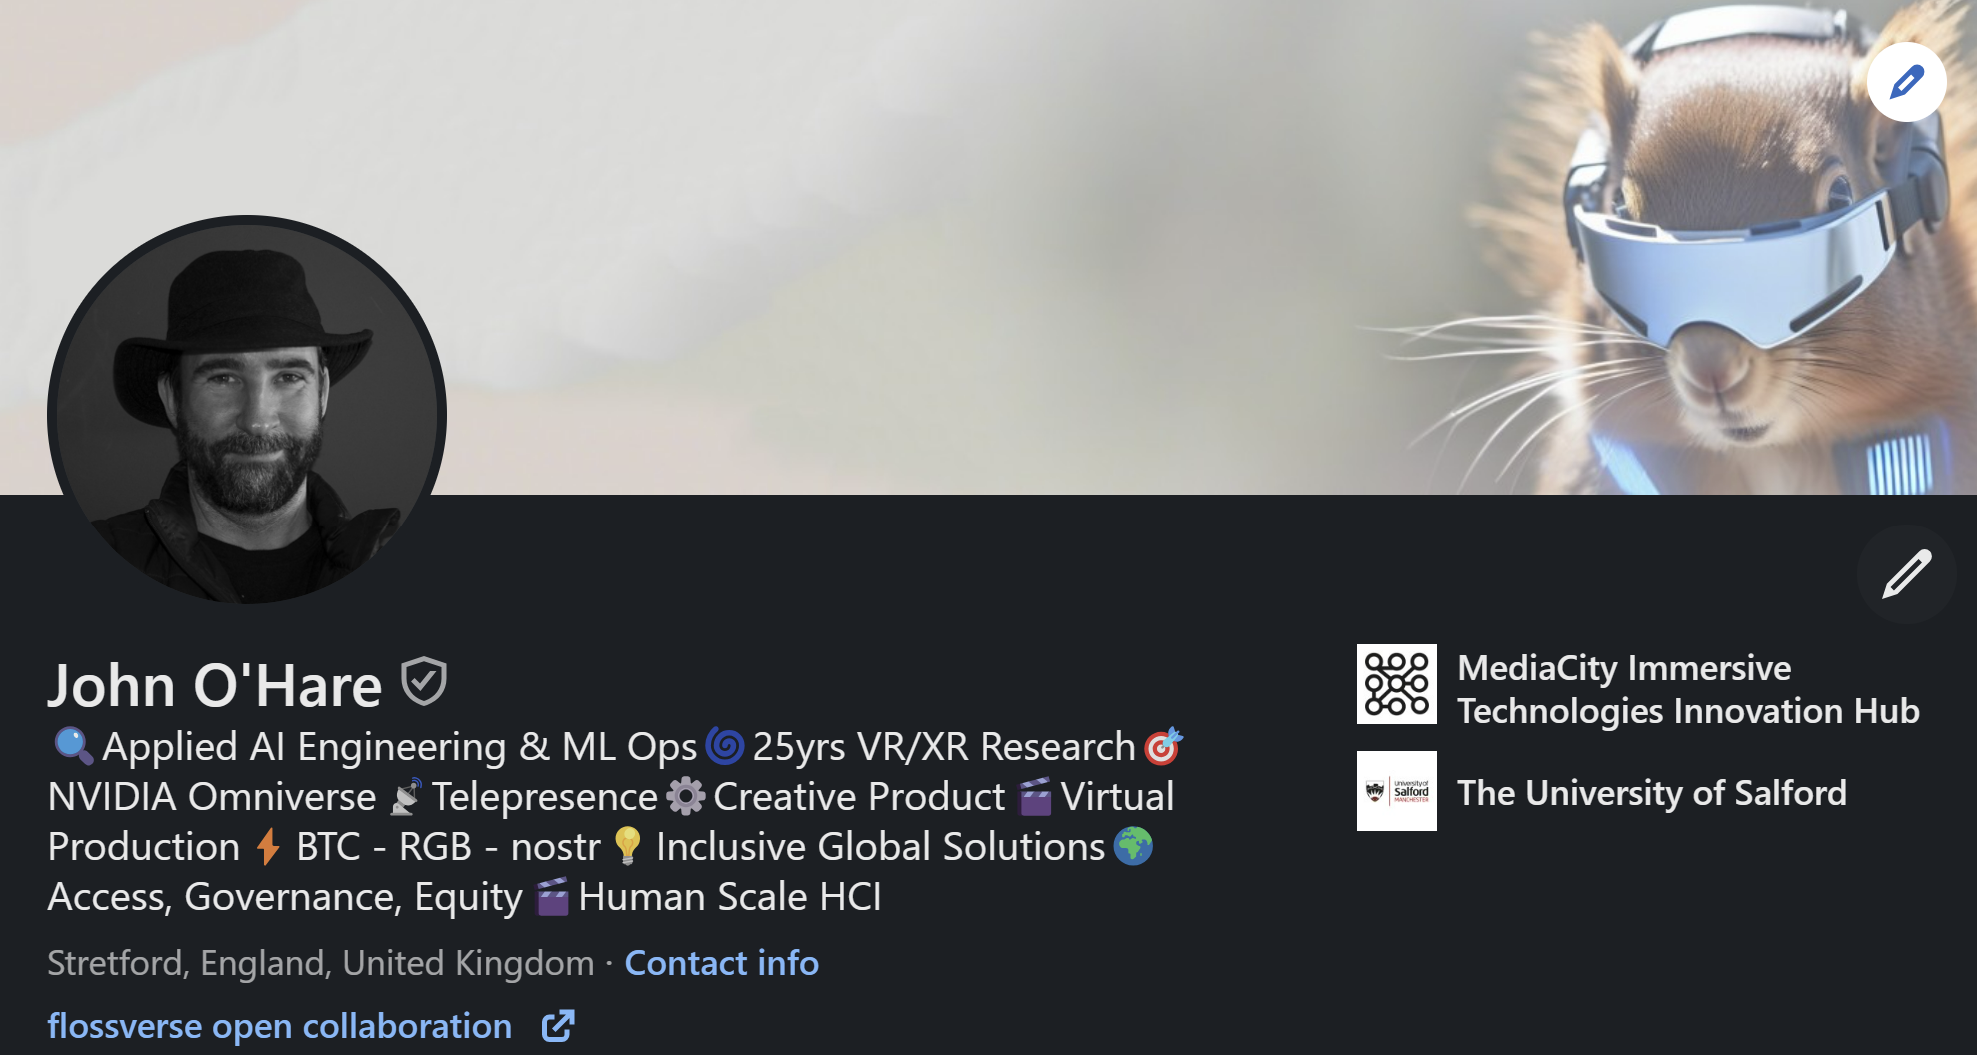 John O'Hare
🔍Applied AI Engineering & ML Ops🌀25yrs VR/XR Research🎯
NVIDIA Omniverse 📡Telepresence⚙️Creative Product 🎬Virtual
Production ⚡ BTC - RGB - nostr 💡 Inclusive Global Solutions🌍
Access, Governance, Equity 🎬Human Scale HCI
Stretford, England, United Kingdom · Contact info
flossverse open collaboration
MediaCity Immersive
Technologies Innovation Hub
University of
Salford
MANCHESTER
The University of Salford